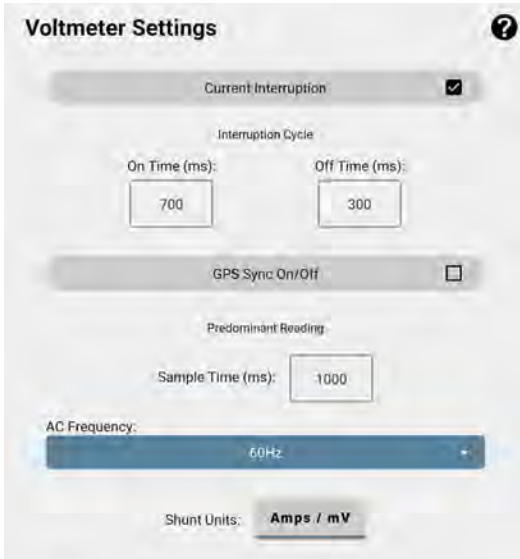 Voltmeter Settings
Current Interruption
Interruption Cycle
On Time (ms): Off Time (ms):
700 300
GPS Sync On/Off
Predominant Reading
Sample Time (ms): 1000
AC Frequency:
60Hz
Shunt Units: Amps / mV